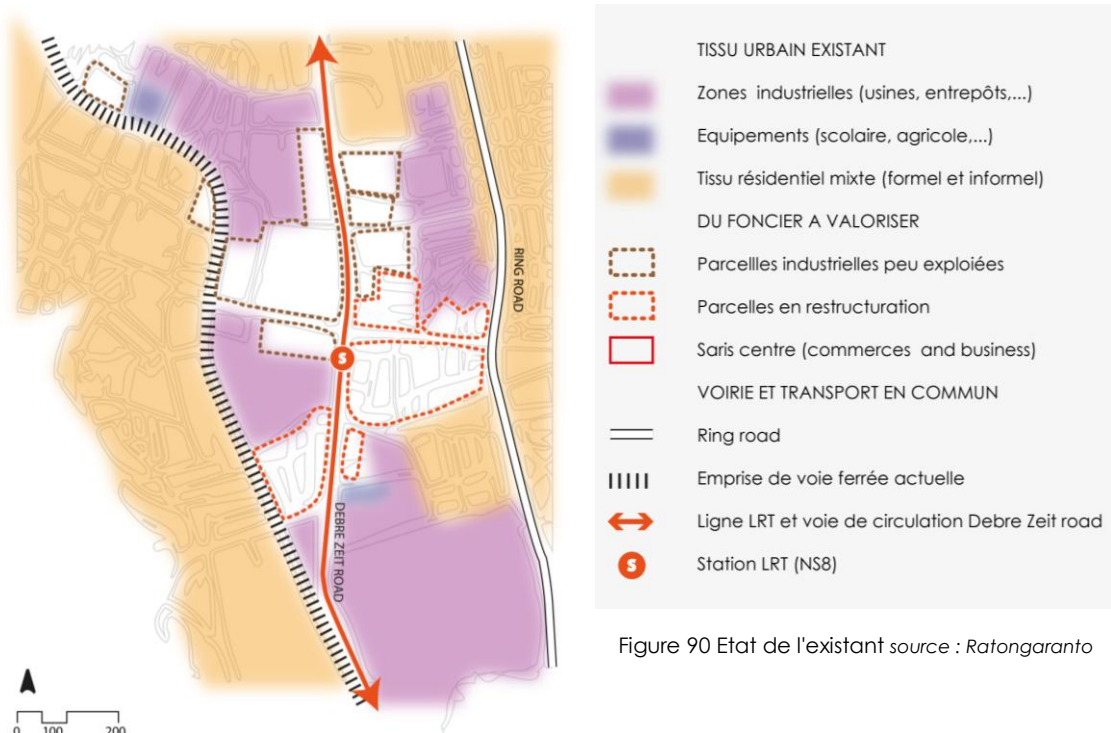 TISSU URBAIN EXISTANT
Zones industrielles (usines, entrepôts,...)
Equipements (scolaire, agricole,...)
Tissu résidentiel mixte (formel et informel)
DU FONCIER A VALORISER
Parcellles industrielles peu exploiées
Parcelles en restructuration
Saris centre (commerces and business)
VOIRIE ET TRANSPORT EN COMMUN
Ring road
Emprise de voie ferrée actuelle
Ligne LRT et voie de circulation Debre Zeit road
S
Station LRT (NS8)
RING ROAD
S
DEBRE ZEIT ROAD
0 100 200
Figure 90 Etat de l'existant source : Ratongaranto